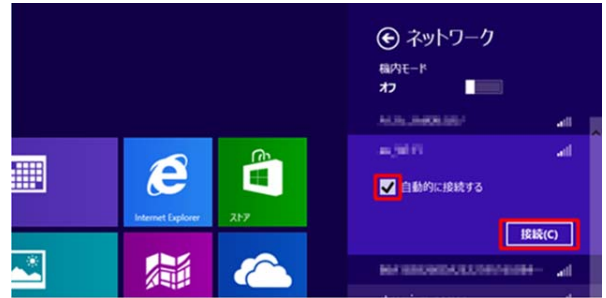 ネットワーク
機内モード
オフ
自動的に接続する
接続(C)
Internet Explorer
ストア